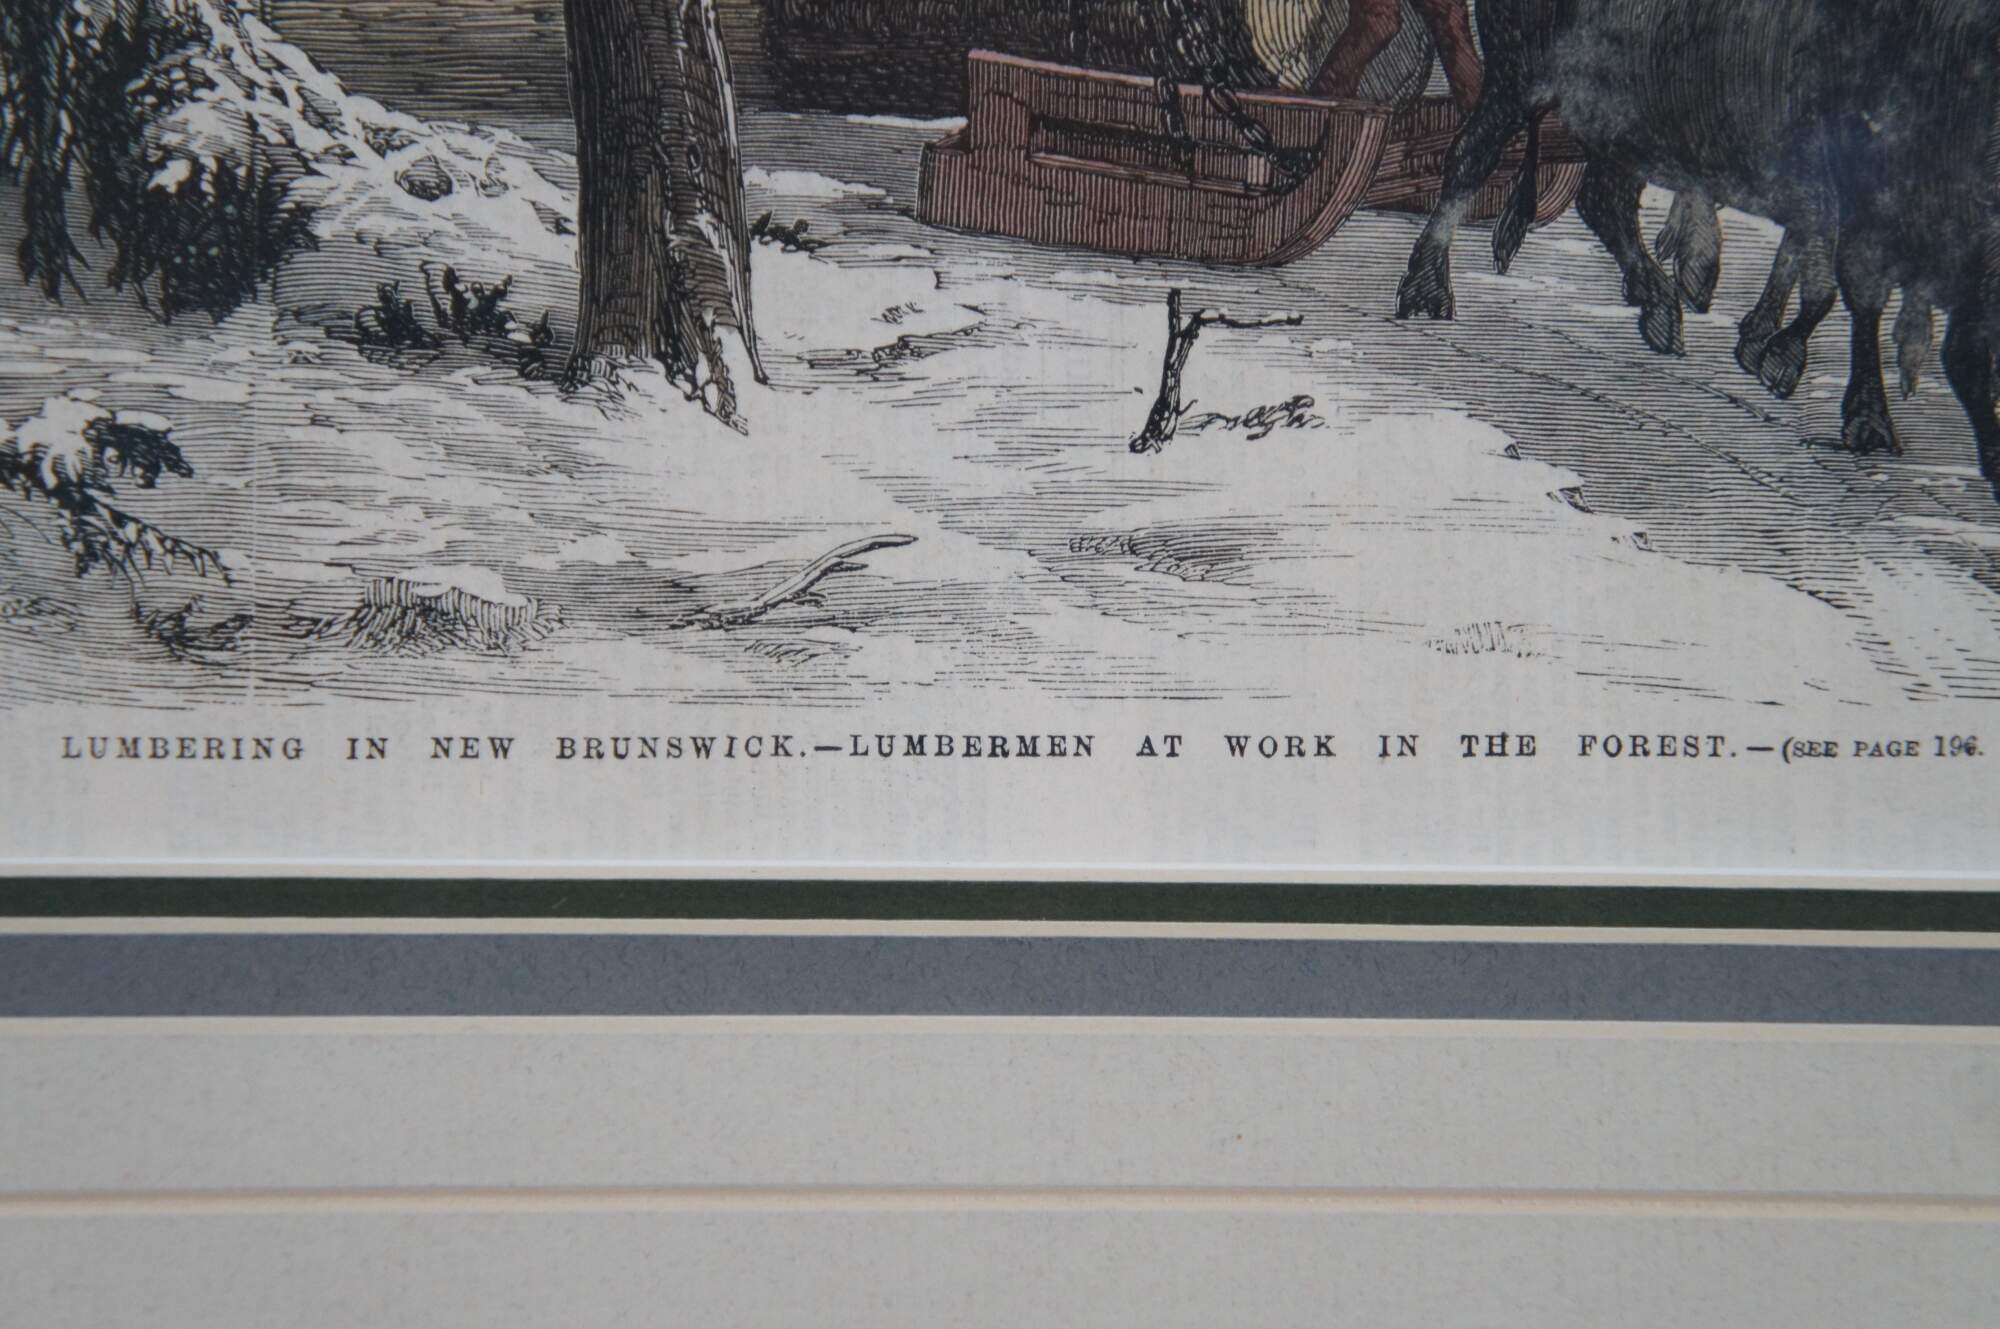 LUMBERING IN NEW BRUNSWICK.—LUMBERMEN AT WORK IN THE FOREST.—(SEE PAGE 196.